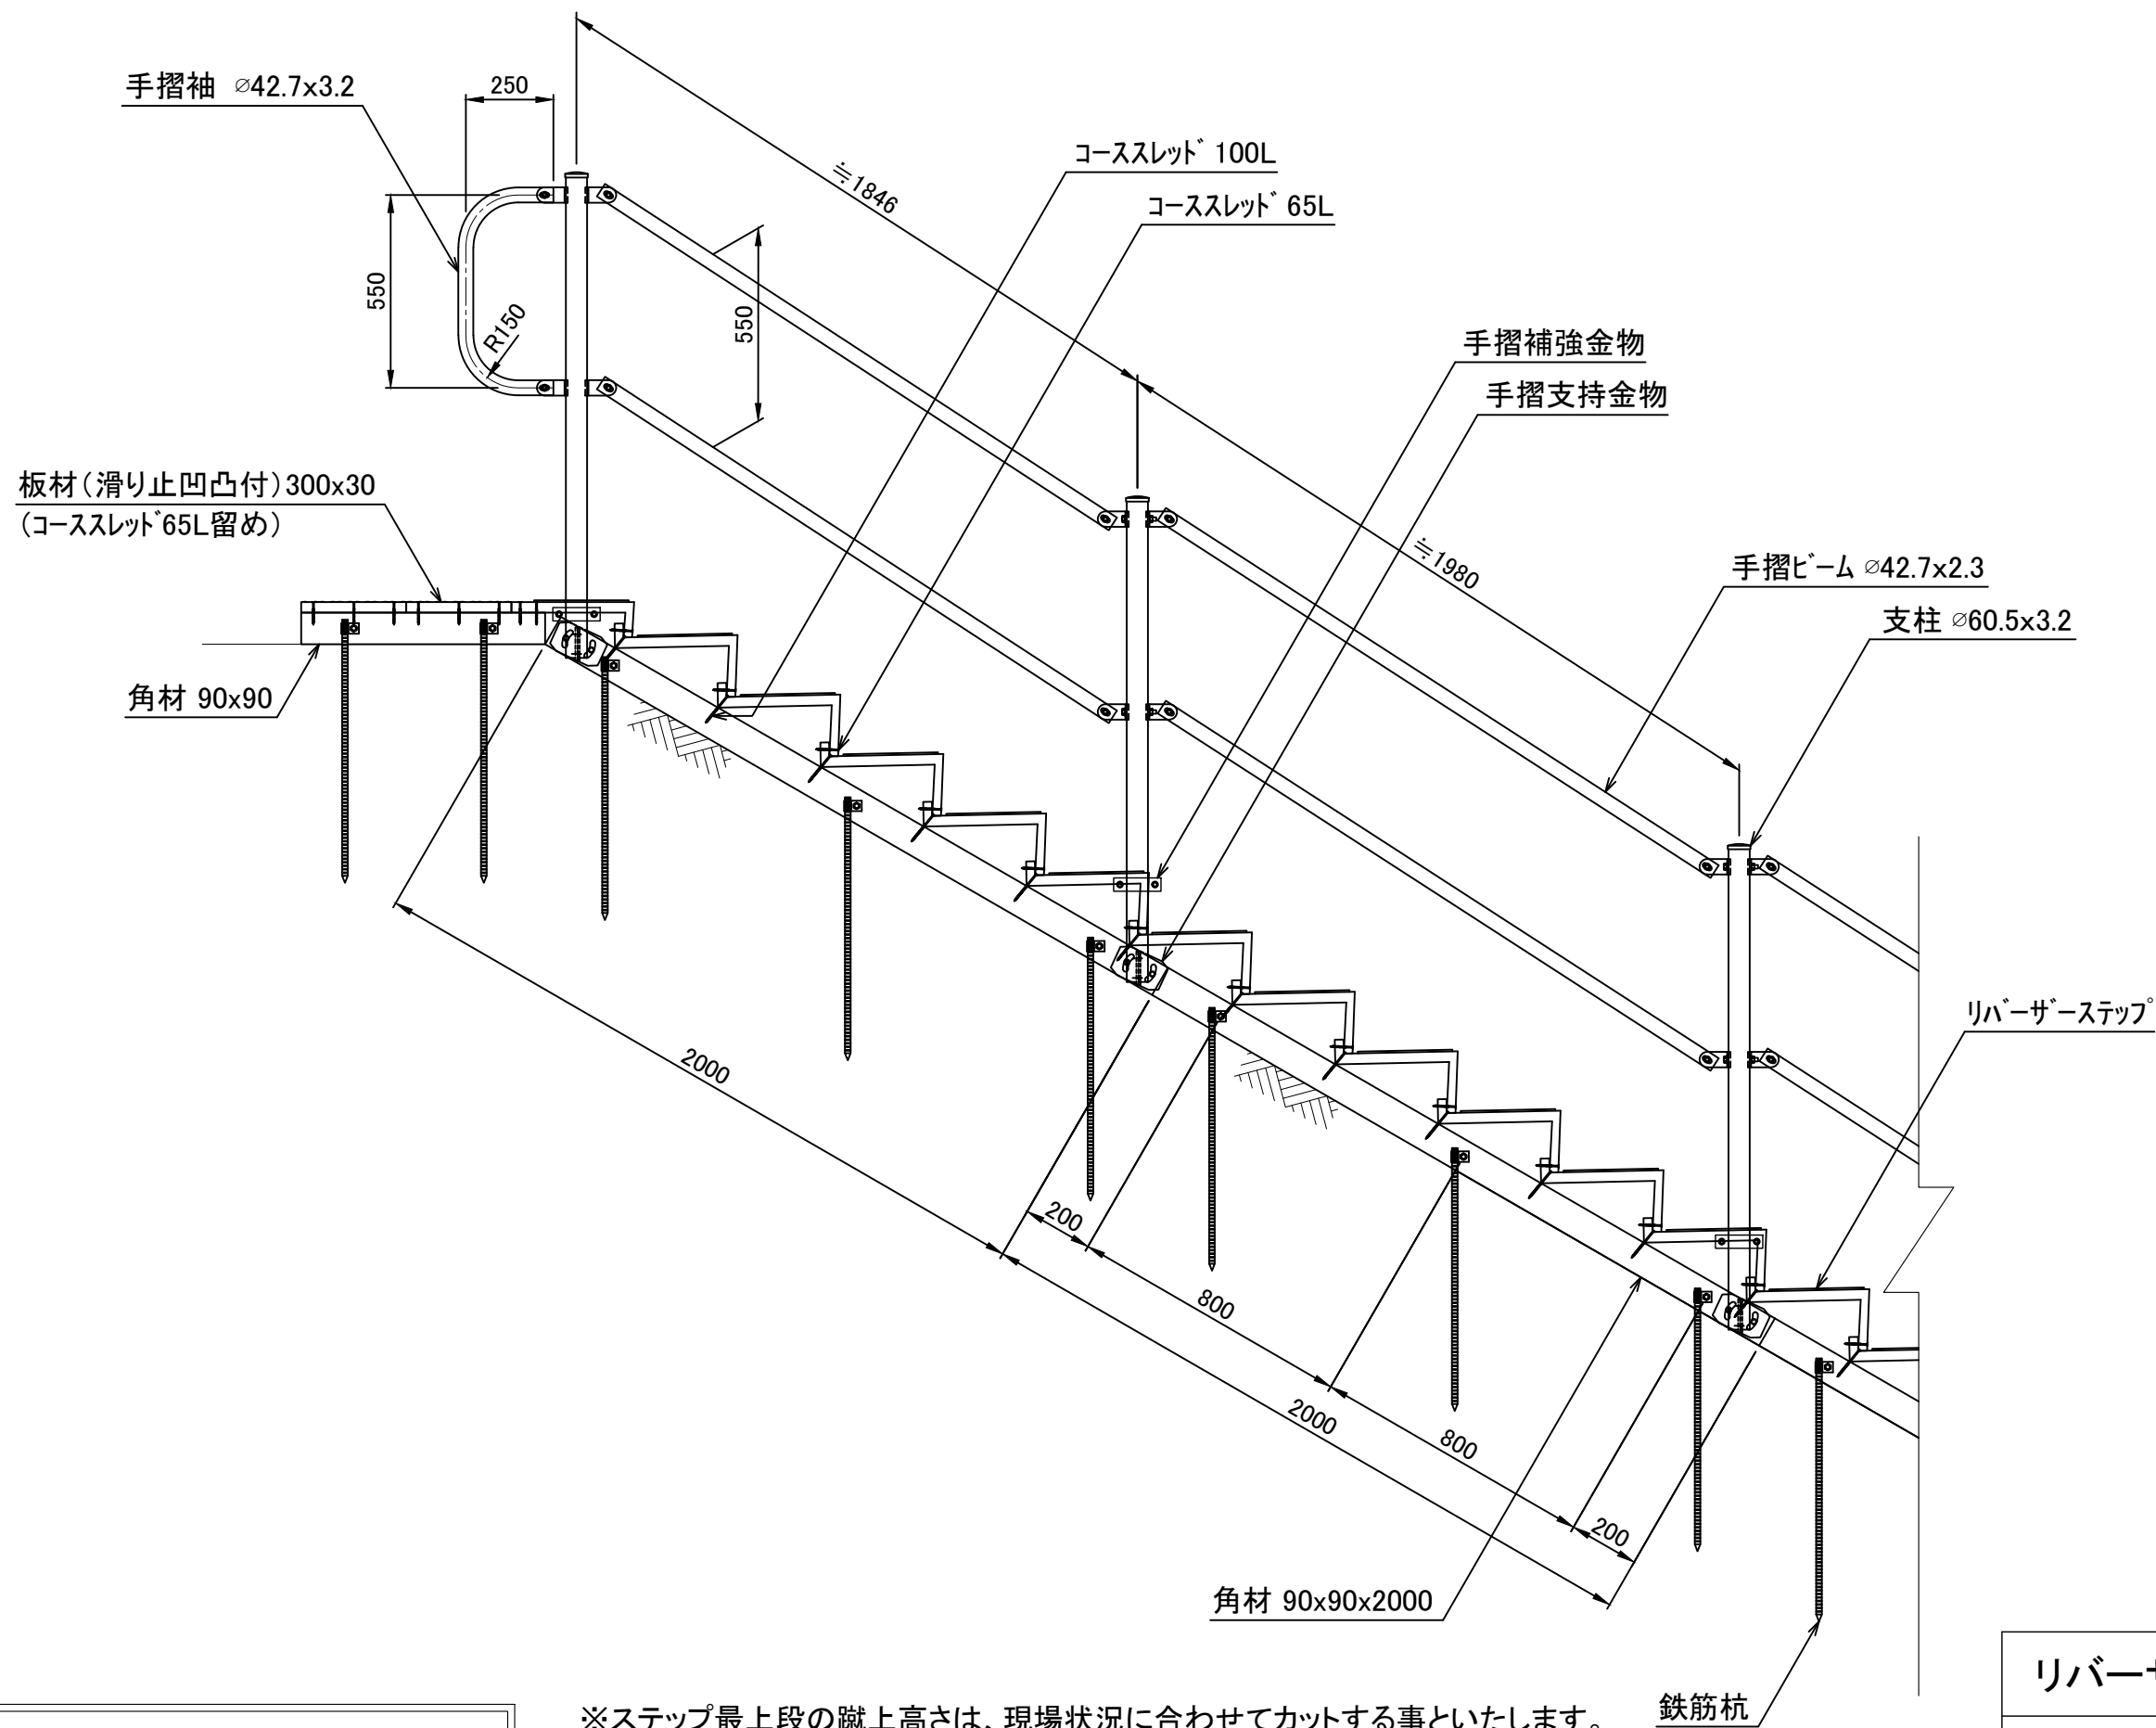 手摺袖 ∅42.7x3.2
250
≒1846
ｺｰｽｽﾚｯﾄﾞ 100L
ｺｰｽｽﾚｯﾄﾞ 65L
550
R150
550
手摺補強金物
手摺支持金物
板材(滑り止凹凸付)300x30
(ｺｰｽｽﾚｯﾄﾞ65L留め)
≒1980
手摺ﾋﾞｰﾑ ∅42.7x2.3
支柱 ∅60.5x3.2
角材 90x90
ﾘﾊﾞｰｻﾞｰｽﾃｯﾌﾟ
2000
200
800
2000
800
200
角材 90x90x2000
鉄筋杭
※ステップ最上段の蹴上高さは、現場状況に合わせてカットする事といたします。
リバー